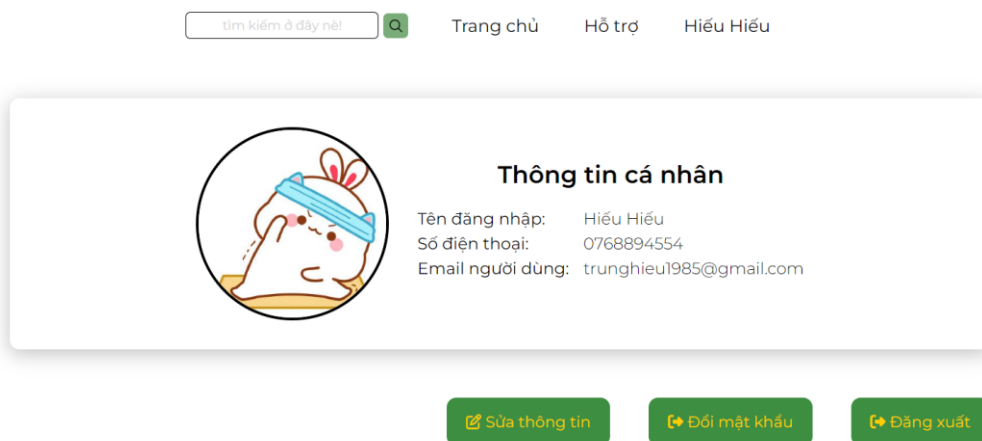 tìm kiếm ở đây nè!
Trang chủ Hỗ trợ Hiếu Hiếu
Thông tin cá nhân
Tên đăng nhập: Hiếu Hiếu
Số điện thoại: 0768894554
Email người dùng: trunghieu1985@gmail.com
Sửa thông tin Đổi mật khẩu Đăng xuất